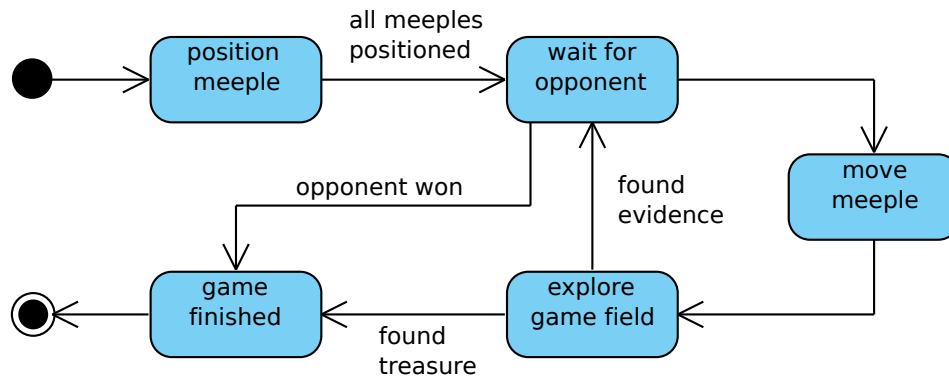 position
meeple
all meeples
positioned
wait for
opponent
move
meeple
opponent won
found
evidence
game
finished
found
treasure
explore
game field